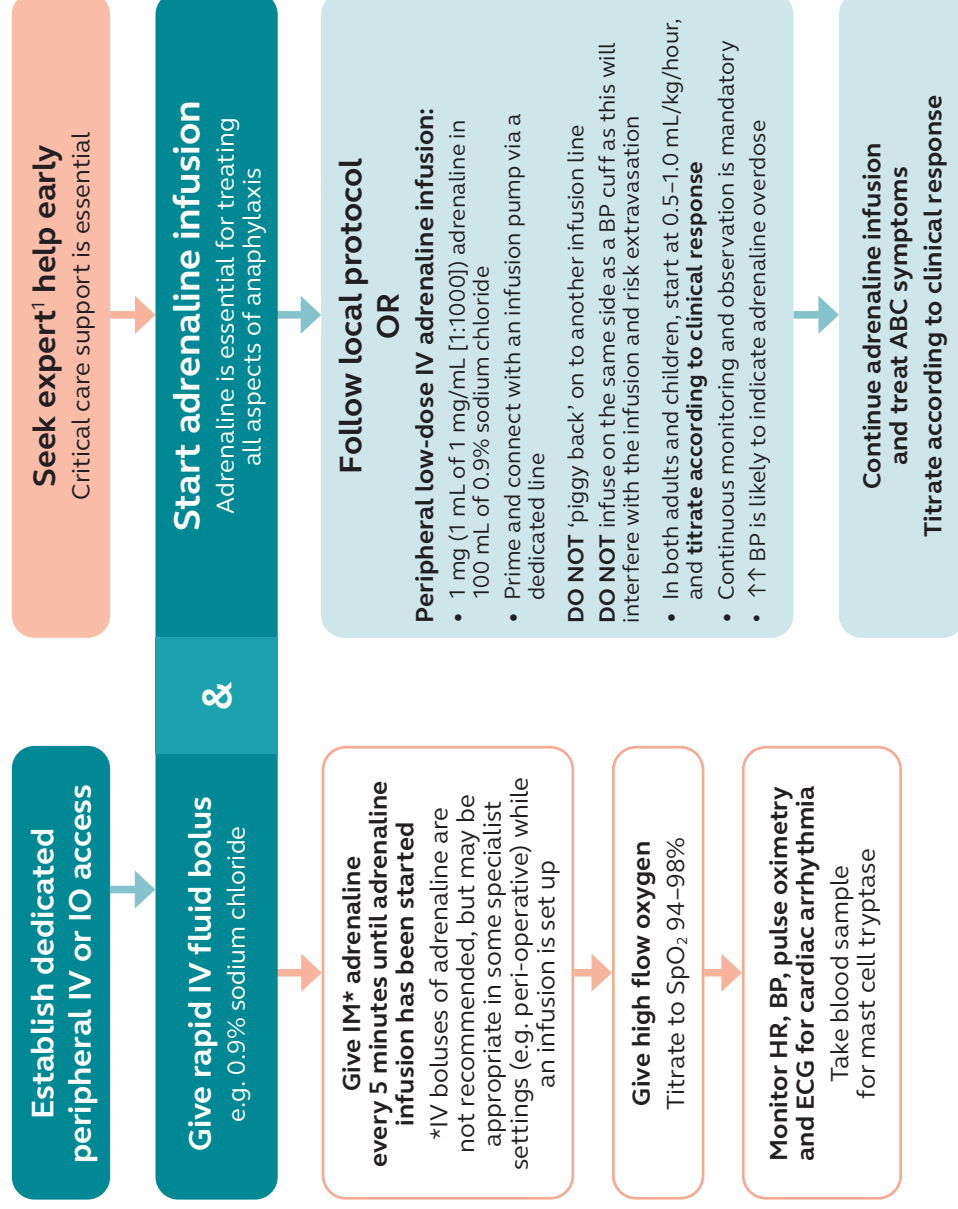 Establish dedicated
peripheral IV or IO access
Seek expert¹ help early
Critical care support is essential
Give rapid IV fluid bolus
e.g. 0.9% sodium chloride
&
Start adrenaline infusion
Adrenaline is essential for treating
all aspects of anaphylaxis
Give IM* adrenaline
every 5 minutes until adrenaline
infusion has been started
*IV boluses of adrenaline are
not recommended, but may be
appropriate in some specialist
settings (e.g. peri-operative) while
an infusion is set up
Give high flow oxygen
Titrate to SpO₂ 94–98%
Monitor HR, BP, pulse oximetry
and ECG for cardiac arrhythmia
Take blood sample
for mast cell tryptase
Follow local protocol
OR
Peripheral low-dose IV adrenaline infusion:
• 1 mg (1 mL of 1 mg/mL [1:1000]) adrenaline in
100 mL of 0.9% sodium chloride
• Prime and connect with an infusion pump via a
dedicated line
DO NOT ‘piggy back’ on to another infusion line
DO NOT infuse on the same side as a BP cuff as this will
interfere with the infusion and risk extravasation
• In both adults and children, start at 0.5–1.0 mL/kg/hour,
and titrate according to clinical response
• Continuous monitoring and observation is mandatory
• ↑↑ BP is likely to indicate adrenaline overdose
Continue adrenaline infusion
and treat ABC symptoms
Titrate according to clinical response